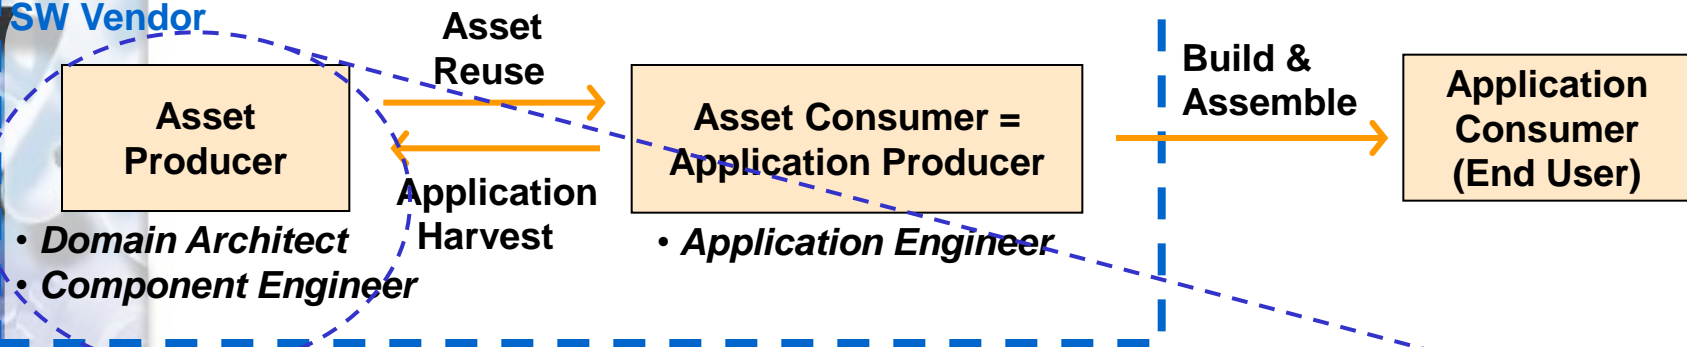 SW Vendor
Asset
Reuse
Asset
Producer
Application
Harvest
• Domain Architect
• Component Engineer
Asset Consumer =
Application Producer
• Application Engineer
Build &
Assemble
Application
Consumer
(End User)